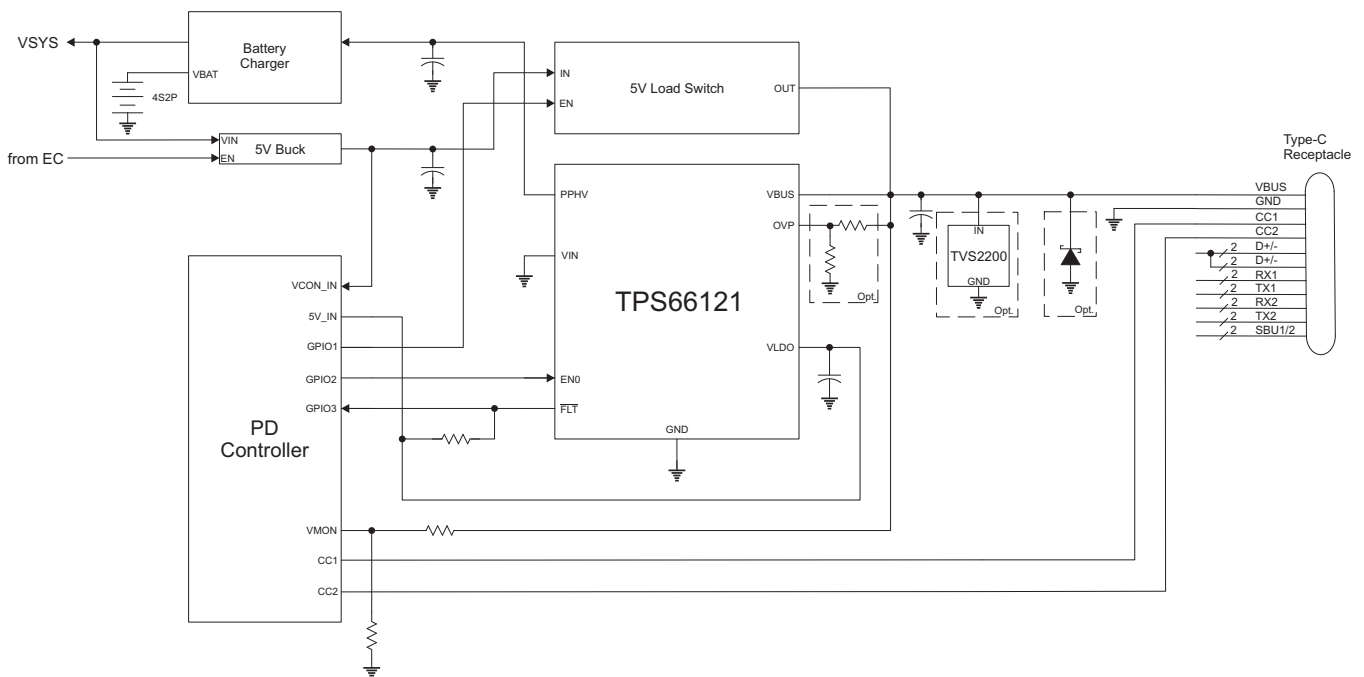 VSYS
Battery
Charger
VBAT
4S2P
VIN
EN
5V Buck
from EC
IN
EN
5V Load Switch
OUT
PPHV
VIN
EN0
FLT
TPS66121
VBUS
OVP
VLDO
GND
Opt.
IN
TVS2200
GND
Opt.
Opt.
Type-C
Receptacle
VBUS
GND
CC1
CC2
2 D+/-
2 D+/-
2 RX1
2 TX1
2 RX2
2 TX2
2 SBU1/2
VCON_IN
5V_IN
GPIO1
GPIO2
GPIO3
PD
Controller
VMON
CC1
CC2